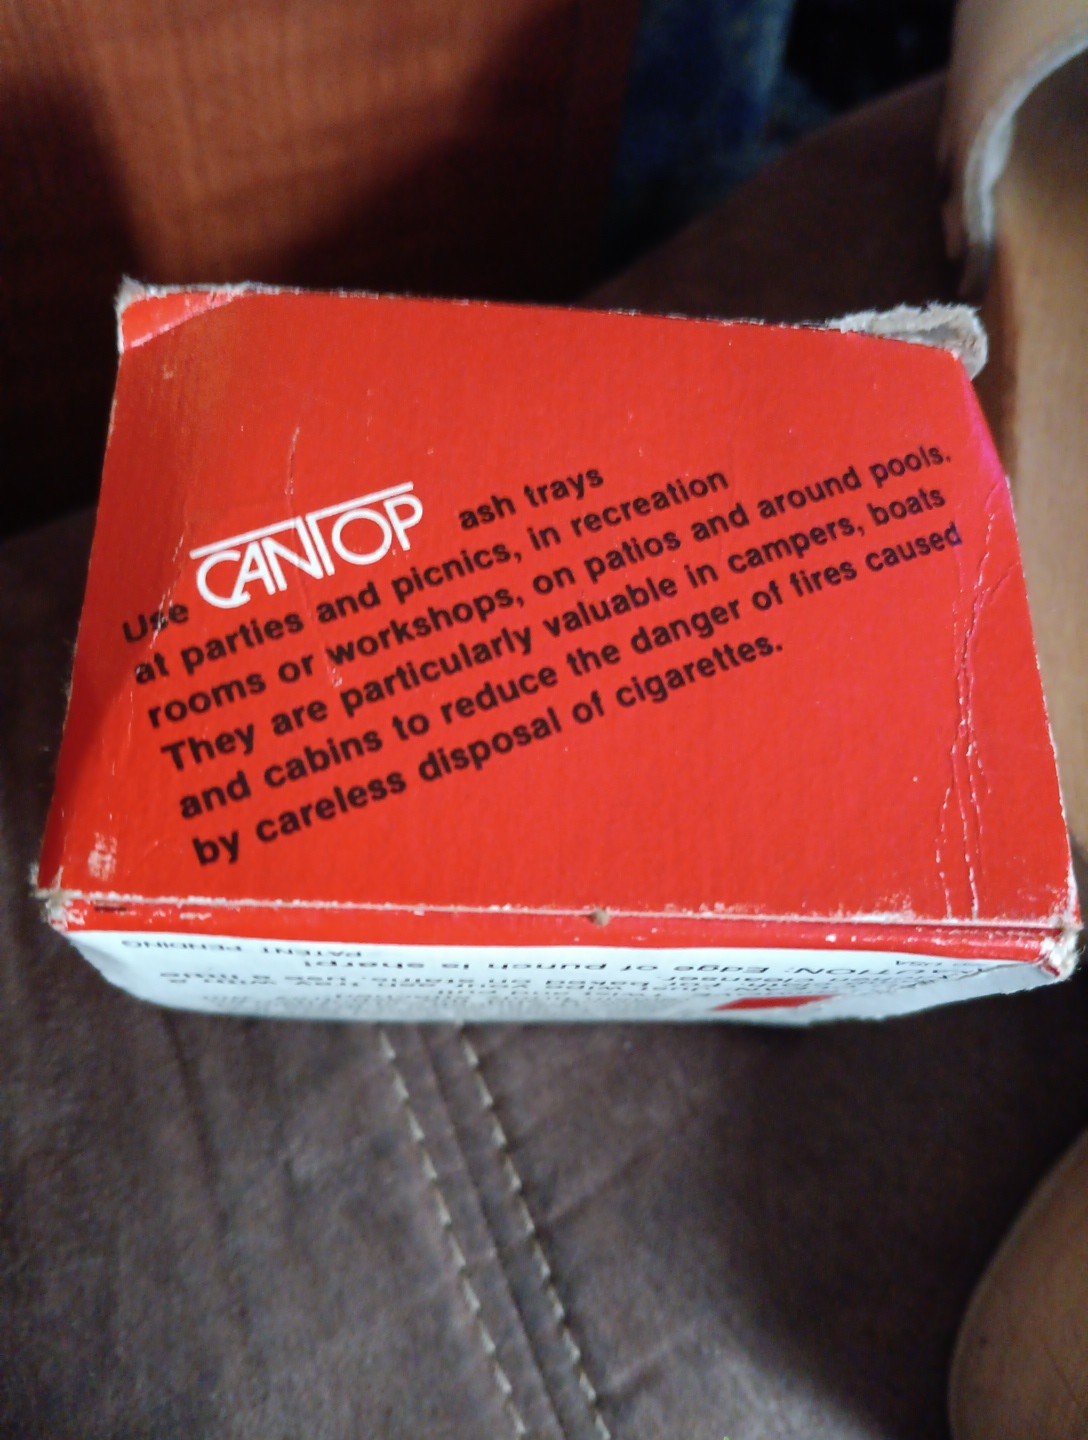 Use CANTOP ash trays
at parties and picnics, in recreation
rooms or workshops, on patios and around pools.
They are particularly valuable in campers, boats
and cabins to reduce the danger of fires caused
by careless disposal of cigarettes.
PATENT PENDING
CAUTION: Edge of punch is sharp!
USA